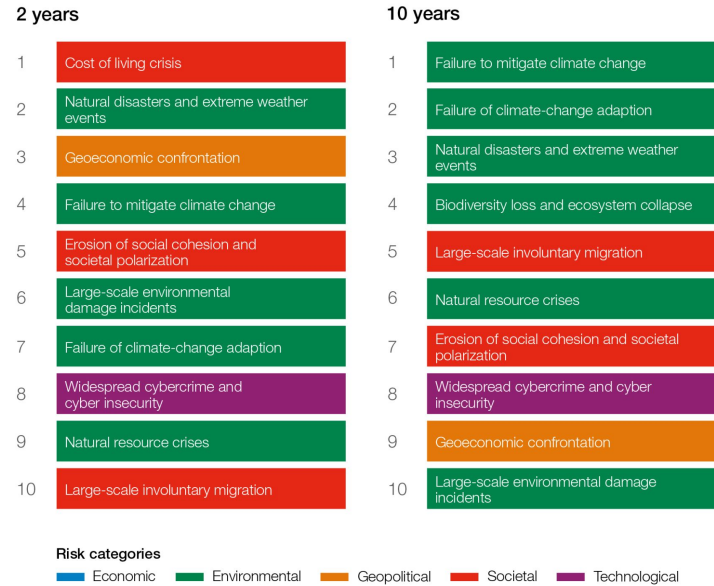 2 years
1
Cost of living crisis
2
Natural disasters and extreme weather
events
3
Geoeconomic confrontation
4
Failure to mitigate climate change
5
Erosion of social cohesion and
societal polarization
6
Large-scale environmental
damage incidents
7
Failure of climate-change adaption
8
Widespread cybercrime and
cyber insecurity
9
Natural resource crises
10
Large-scale involuntary migration
10 years
1
Failure to mitigate climate change
2
Failure of climate-change adaption
3
Natural disasters and extreme weather
events
4
Biodiversity loss and ecosystem collapse
5
Large-scale involuntary migration
6
Natural resource crises
7
Erosion of social cohesion and societal
polarization
8
Widespread cybercrime and cyber
insecurity
9
Geoeconomic confrontation
10
Large-scale environmental damage
incidents
Risk categories
Economic
Environmental
Geopolitical
Societal
Technological